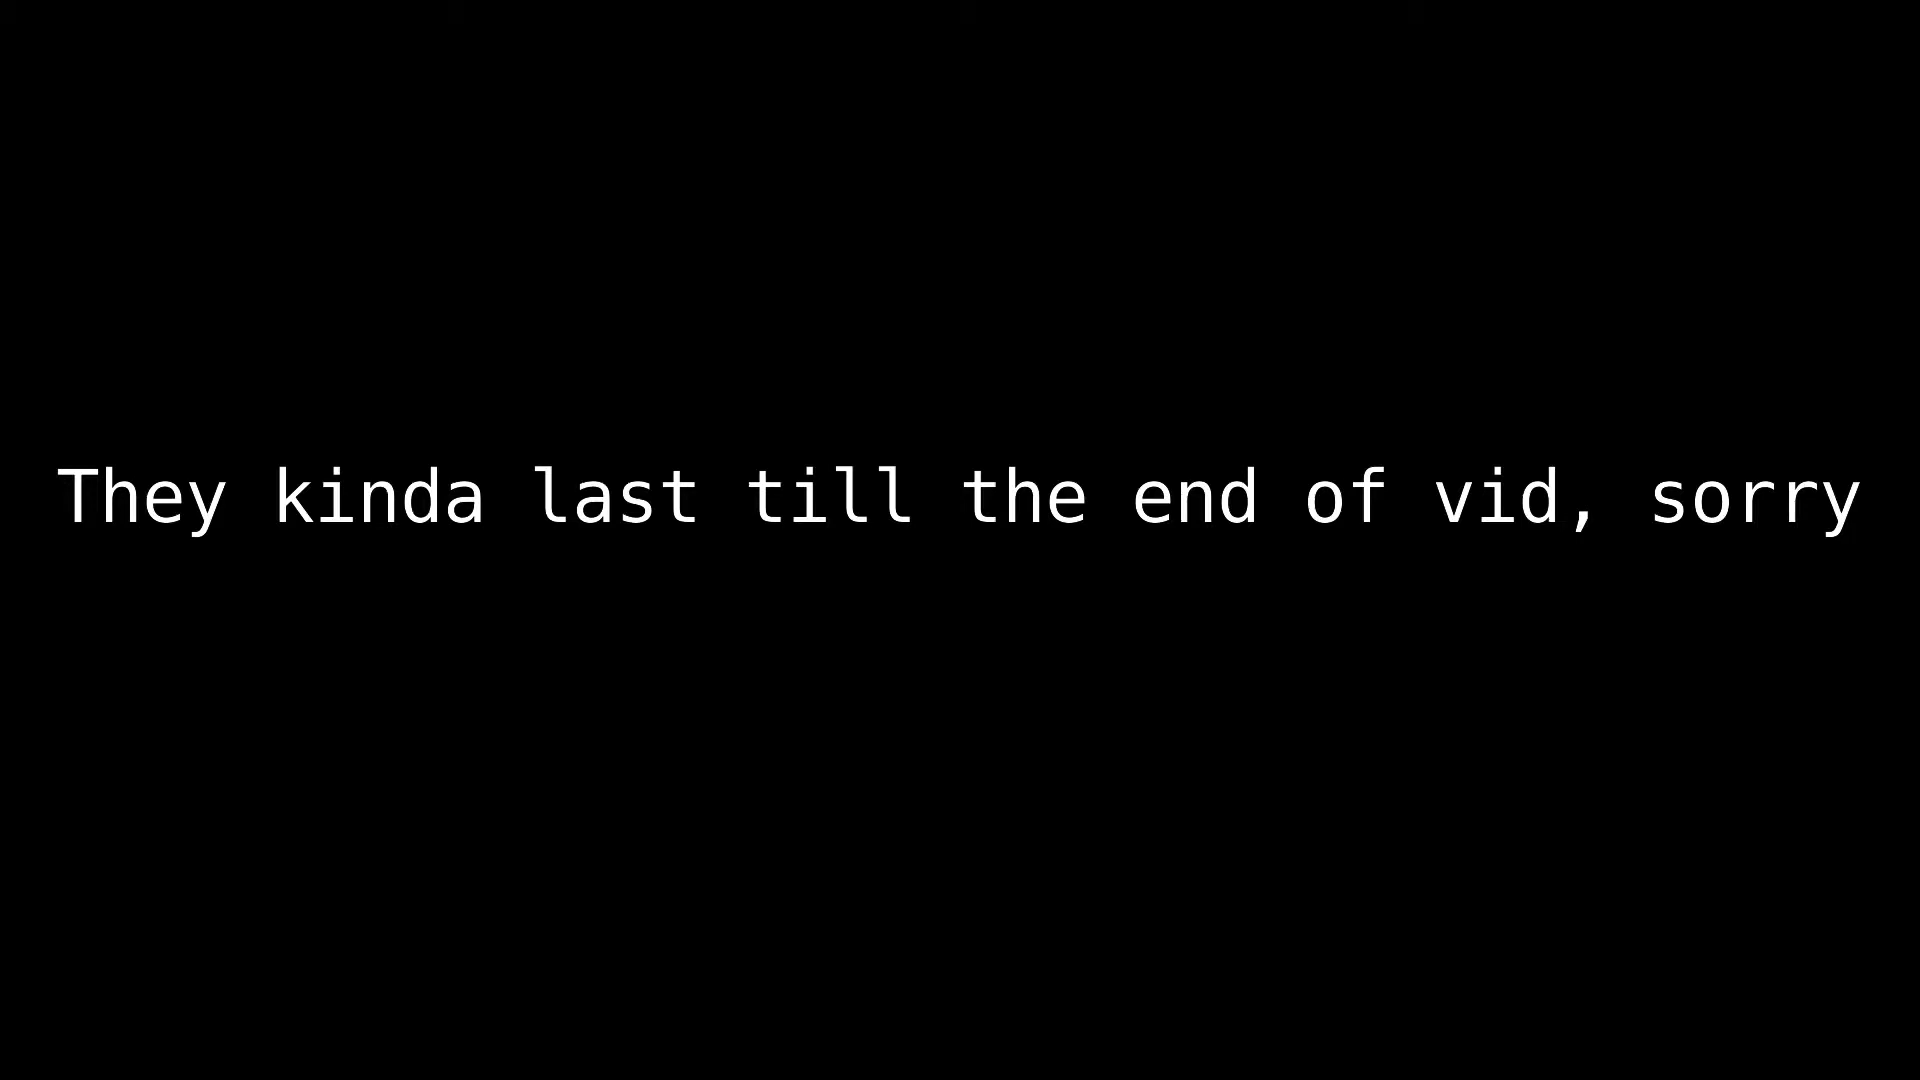 They kinda last till the end of vid, sorry